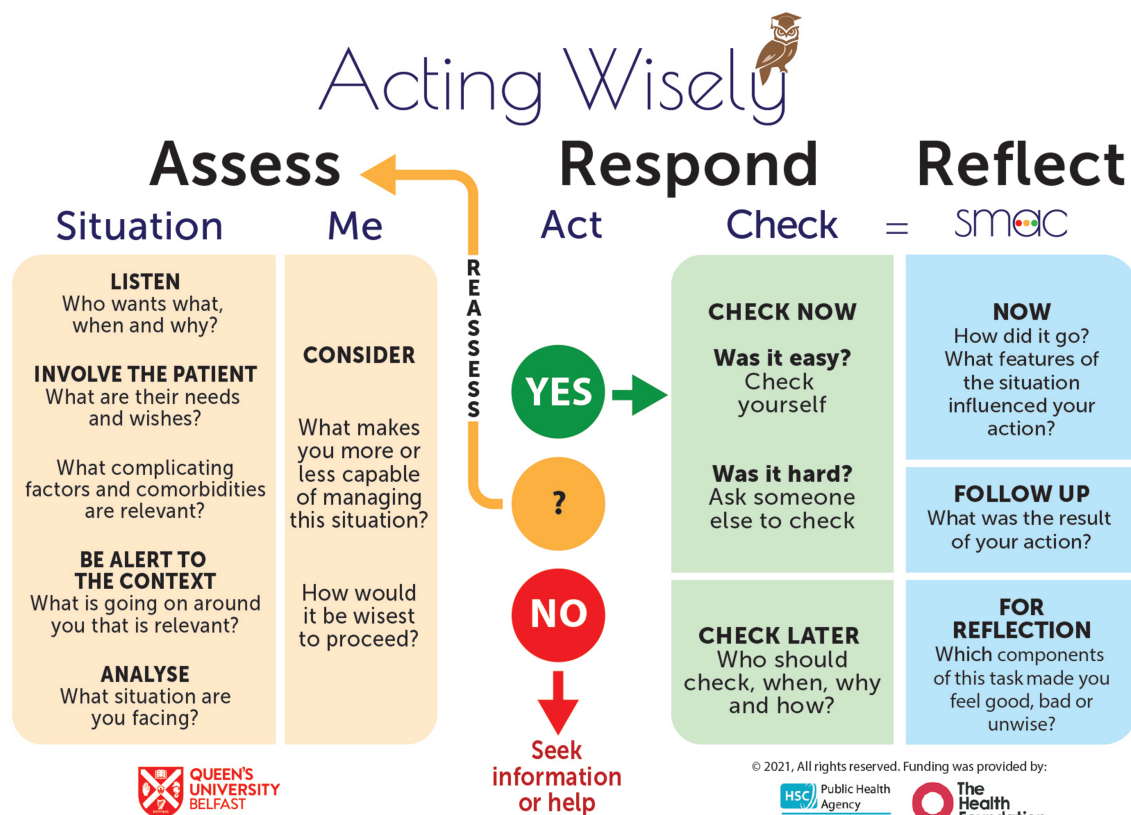 Acting Wisely
Assess
Respond
Reflect
Situation
Me
Act
Check
=
smac
LISTEN
Who wants what,
when and why?
INVOLVE THE PATIENT
What are their needs
and wishes?
What complicating
factors and comorbidities
are relevant?
BE ALERT TO
THE CONTEXT
What is going on around
you that is relevant?
ANALYSE
What situation are
you facing?
CONSIDER
What makes
you more or
less capable
of managing
this situation?
How would
it be wisest
to proceed?
REASSESS
YES
?
NO
Seek
information
or help
CHECK NOW
Was it easy?
Check
yourself
Was it hard?
Ask someone
else to check
CHECK LATER
Who should
check, when, why
and how?
NOW
How did it go?
What features of
the situation
influenced your
action?
FOLLOW UP
What was the result
of your action?
FOR
REFLECTION
Which components
of this task made you
feel good, bad or
unwise?
QUEEN'S
UNIVERSITY
BELFAST
© 2021, All rights reserved. Funding was provided by:
HSC Public Health
Agency
The
Health
Foundation